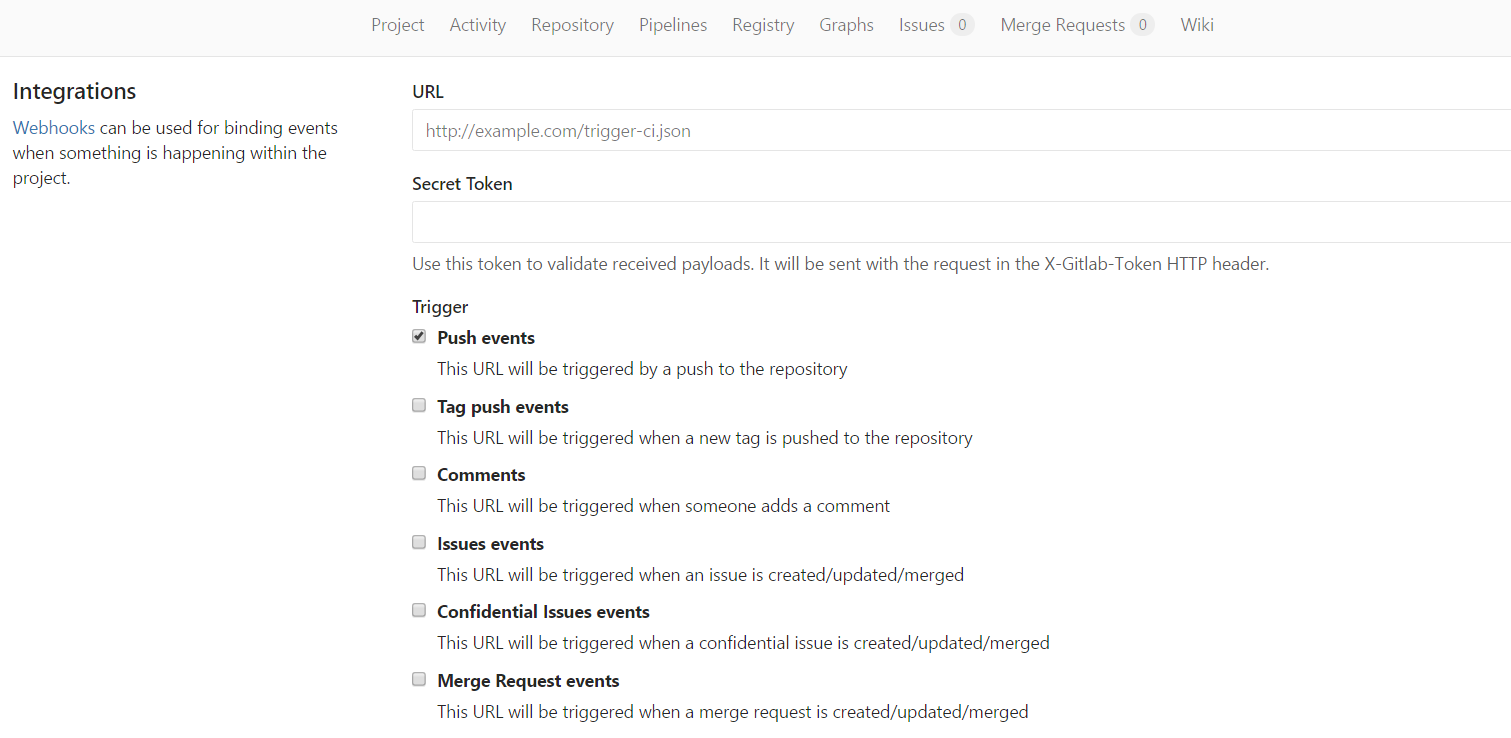 Project Activity Repository Pipelines Registry Graphs Issues 0 Merge Requests 0 Wiki
Integrations
Webhooks can be used for binding events
when something is happening within the
project.
URL
http://example.com/trigger-ci.json
Secret Token
Use this token to validate received payloads. It will be sent with the request in the X-Gitlab-Token HTTP header.
Trigger
Push events
This URL will be triggered by a push to the repository
Tag push events
This URL will be triggered when a new tag is pushed to the repository
Comments
This URL will be triggered when someone adds a comment
Issues events
This URL will be triggered when an issue is created/updated/merged
Confidential Issues events
This URL will be triggered when a confidential issue is created/updated/merged
Merge Request events
This URL will be triggered when a merge request is created/updated/merged